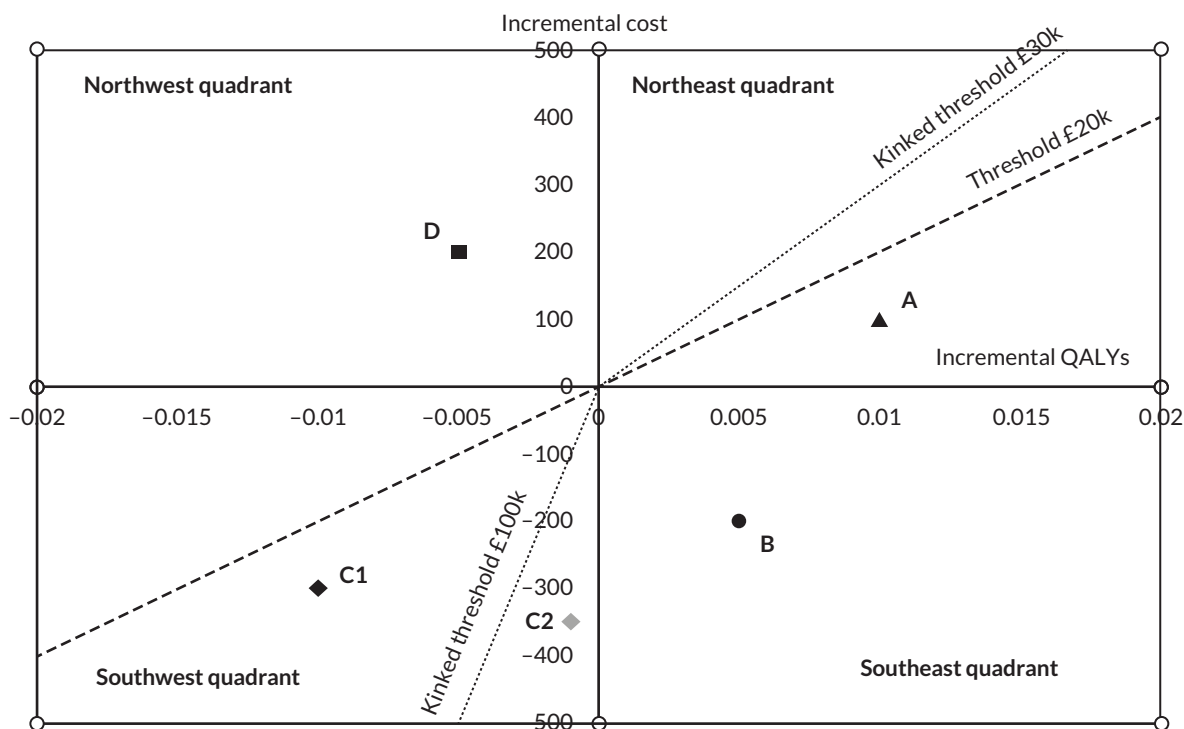 Incremental cost
500
Northwest quadrant
Northeast quadrant
Kinked threshold £30k
400
Threshold £20k
300
D
200
A
100
Incremental QALYs
0
–0.02
–0.015
–0.01
–0.005
0
0.005
0.01
0.015
0.02
–100
Kinked threshold £100k
–200
B
–300
C1
C2
–400
Southwest quadrant
Southeast quadrant
500